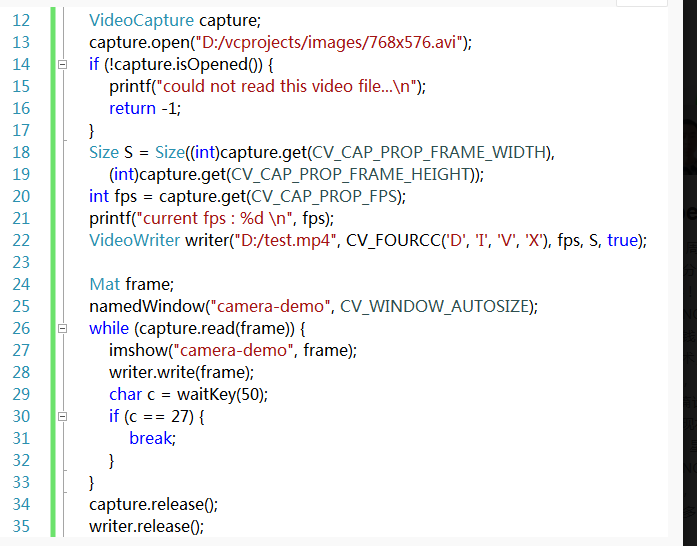 12 VideoCapture capture;
13 capture.open("D:/vcprojects/images/768x576.avi");
14 if (!capture.isOpened()) {
15 printf("could not read this video file...\n");
16 return -1;
17 }
18 Size S = Size((int)capture.get(CV_CAP_PROP_FRAME_WIDTH),
19 (int)capture.get(CV_CAP_PROP_FRAME_HEIGHT));
20 int fps = capture.get(CV_CAP_PROP_FPS);
21 printf("current fps : %d \n", fps);
22 VideoWriter writer("D:/test.mp4", CV_FOURCC('D', 'I', 'V', 'X'), fps, S, true);
23
24 Mat frame;
25 namedWindow("camera-demo", CV_WINDOW_AUTOSIZE);
26 while (capture.read(frame)) {
27 imshow("camera-demo", frame);
28 writer.write(frame);
29 char c = waitKey(50);
30 if (c == 27) {
31 break;
32 }
33 }
34 capture.release();
35 writer.release();